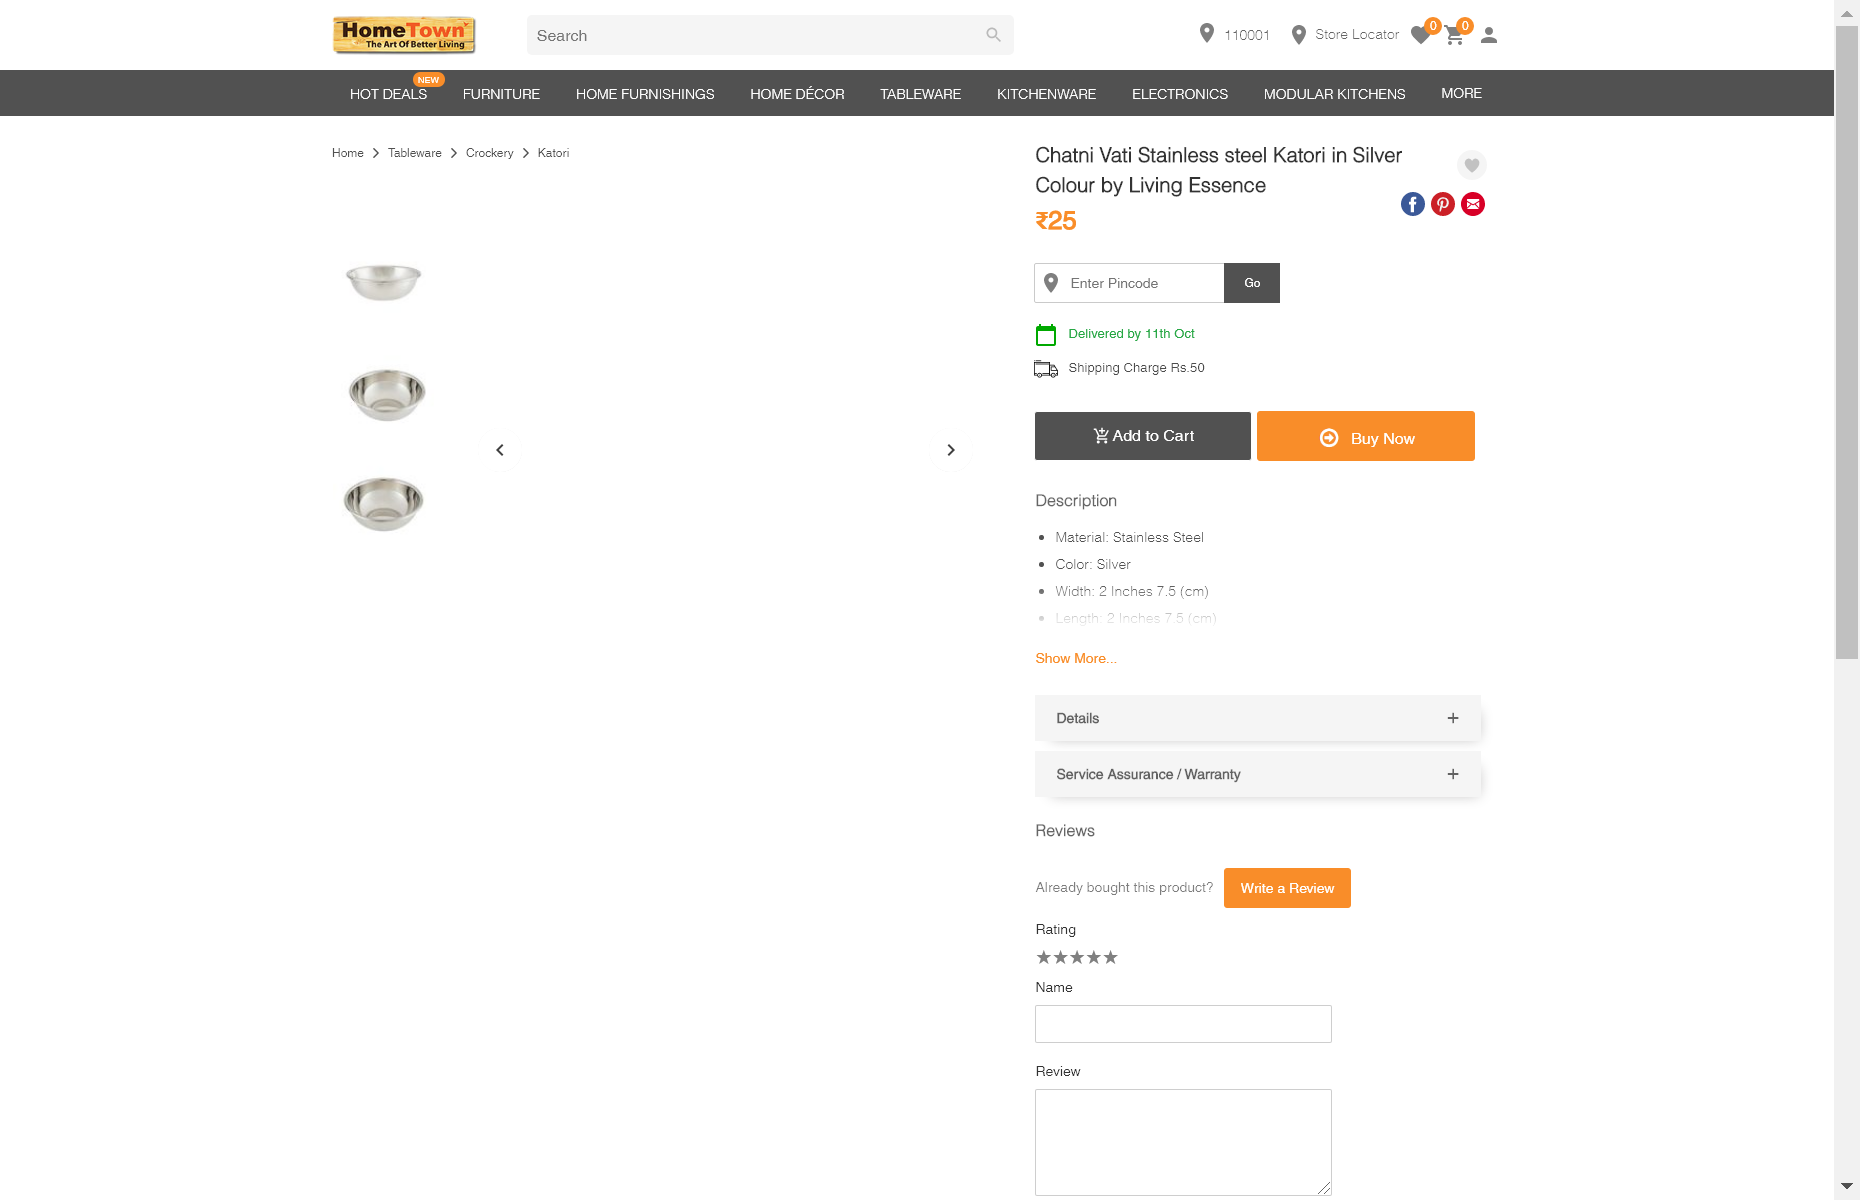 HomeTown
The Art Of Better Living
Search
110001
Store Locator
0
0
NEW
HOT DEALS
FURNITURE
HOME FURNISHINGS
HOME DÉCOR
TABLEWARE
KITCHENWARE
ELECTRONICS
MODULAR KITCHENS
MORE
Home > Tableware > Crockery > Katori
Chatni Vati Stainless steel Katori in Silver
Colour by Living Essence
₹25
Enter Pincode
Go
Delivered by 11th Oct
Shipping Charge Rs.50
Add to Cart
Buy Now
Description
Material: Stainless Steel
Color: Silver
Width: 2 Inches 7.5 (cm)
Length: 2 Inches 7.5 (cm)
Show More...
Details
Service Assurance / Warranty
Reviews
Already bought this product?
Write a Review
Rating
Name
Review